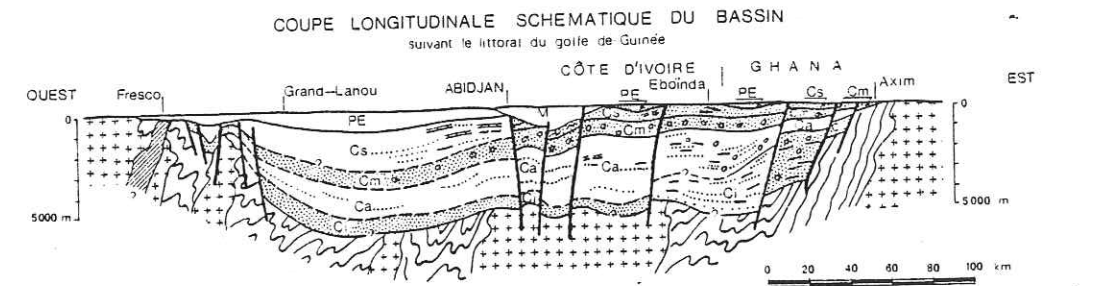 COUPE LONGITUDINALE SCHEMATIQUE DU BASSIN
suivant le littoral du golfe de Guinée
CÔTE D'IVOIRE GHANA
OUEST Fresco Grand-Lahou ABIDJAN PE Eboïnda PE Cs Cm Axim EST
0 PE M Cs 0
Cs Cm
Cm Ca Ca
Ca Ci
5000 m Ci 5000 m
0 20 40 60 80 100 km